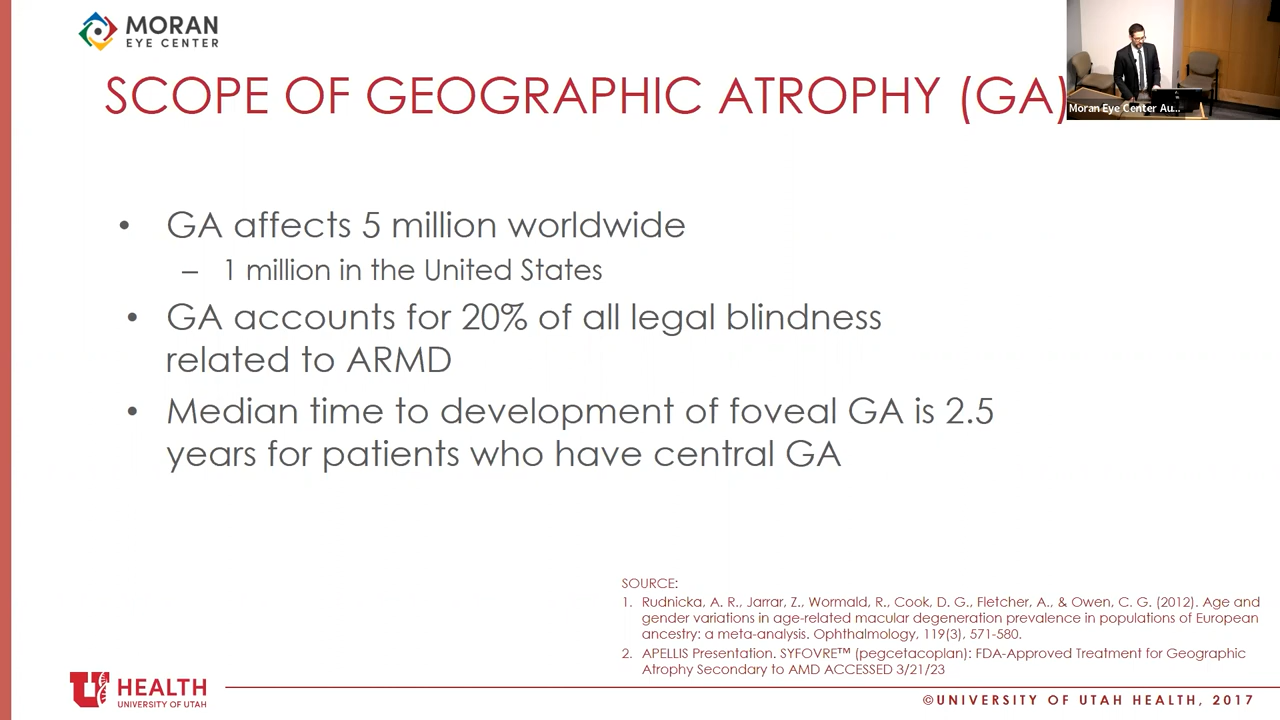 MORAN
EYE CENTER
SCOPE OF GEOGRAPHIC ATROPHY (GA)
Moran Eye Center Au...
• GA affects 5 million worldwide
– 1 million in the United States
• GA accounts for 20% of all legal blindness
related to ARMD
• Median time to development of foveal GA is 2.5
years for patients who have central GA
SOURCE:
1. Rudnicka, A. R., Jarrar, Z., Wormald, R., Cook, D. G., Fletcher, A., & Owen, C. G. (2012). Age and
gender variations in age-related macular degeneration prevalence in populations of European
ancestry: a meta-analysis. Ophthalmology, 119(3), 571-580.
2. APELLIS Presentation. SYFOVRE™ (pegcetacoplan): FDA-Approved Treatment for Geographic
Atrophy Secondary to AMD ACCESSED 3/21/23
U HEALTH
UNIVERSITY OF UTAH
©UNIVERSITY OF UTAH HEALTH, 2017